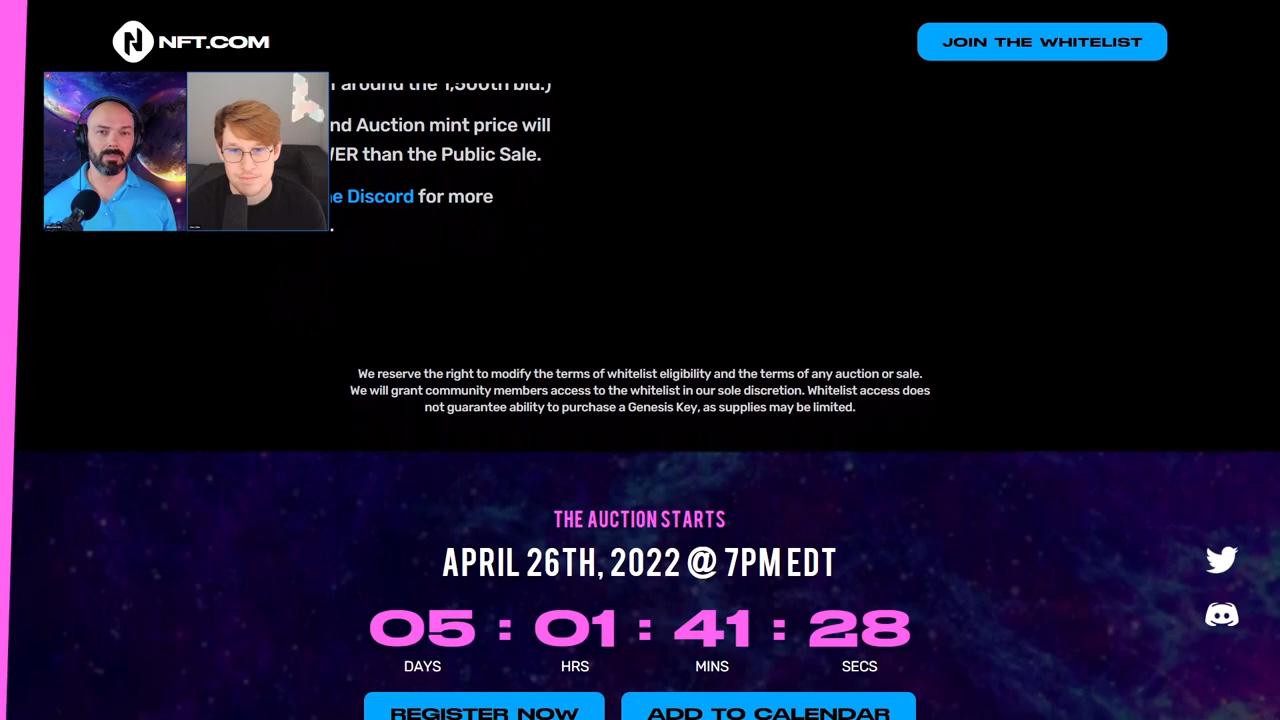 NFT.COM
JOIN THE WHITELIST
around the 1,500th bid.)
nd Auction mint price will
ER than the Public Sale.
e Discord for more
.
We reserve the right to modify the terms of whitelist eligibility and the terms of any auction or sale.
We will grant community members access to the whitelist in our sole discretion. Whitelist access does
not guarantee ability to purchase a Genesis Key, as supplies may be limited.
THE AUCTION STARTS
APRIL 26TH, 2022 @ 7PM EDT
05 : 01 : 41 : 28
DAYS HRS MINS SECS
REGISTER NOW
ADD TO CALENDAR